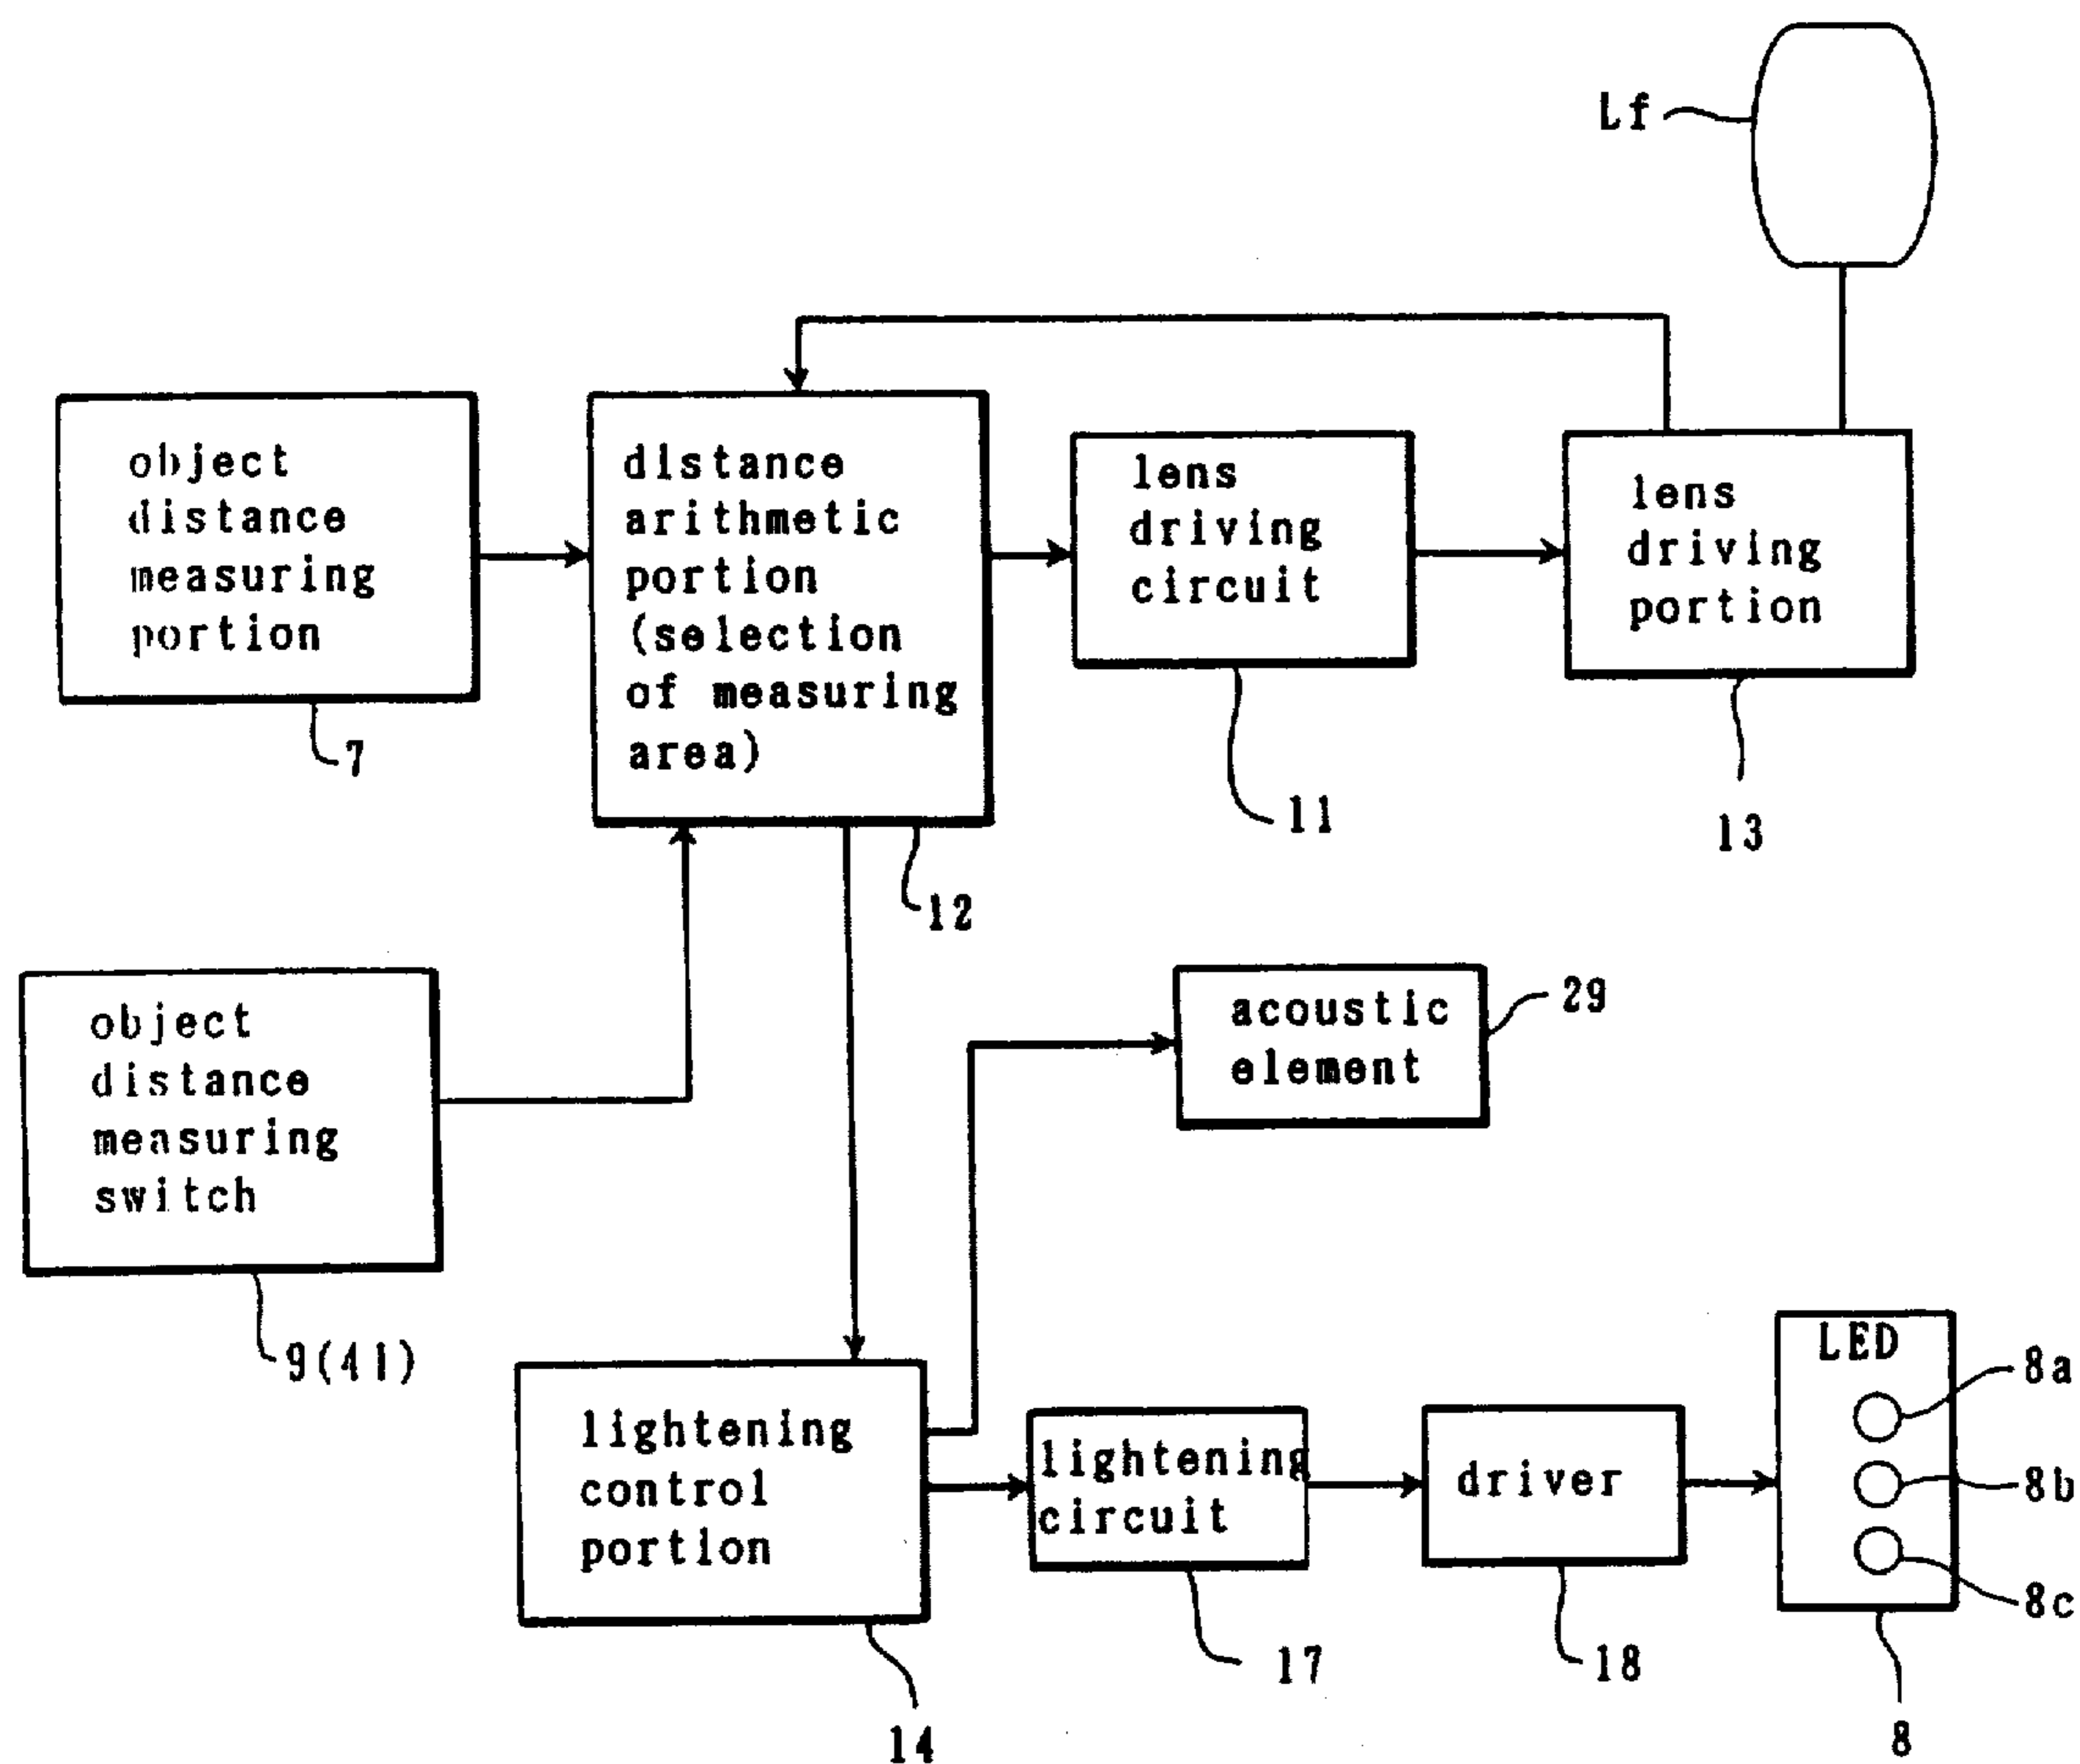 Lf
object
distance
measuring
portion
7
distance
arithmetic
portion
(selection
of measuring
area)
12
lens
driving
circuit
11
lens
driving
portion
13
object
distance
measuring
switch
9(41)
acoustic
element
29
lightening
control
portion
14
lightening
circuit
17
driver
18
LED
8a
8b
8c
8